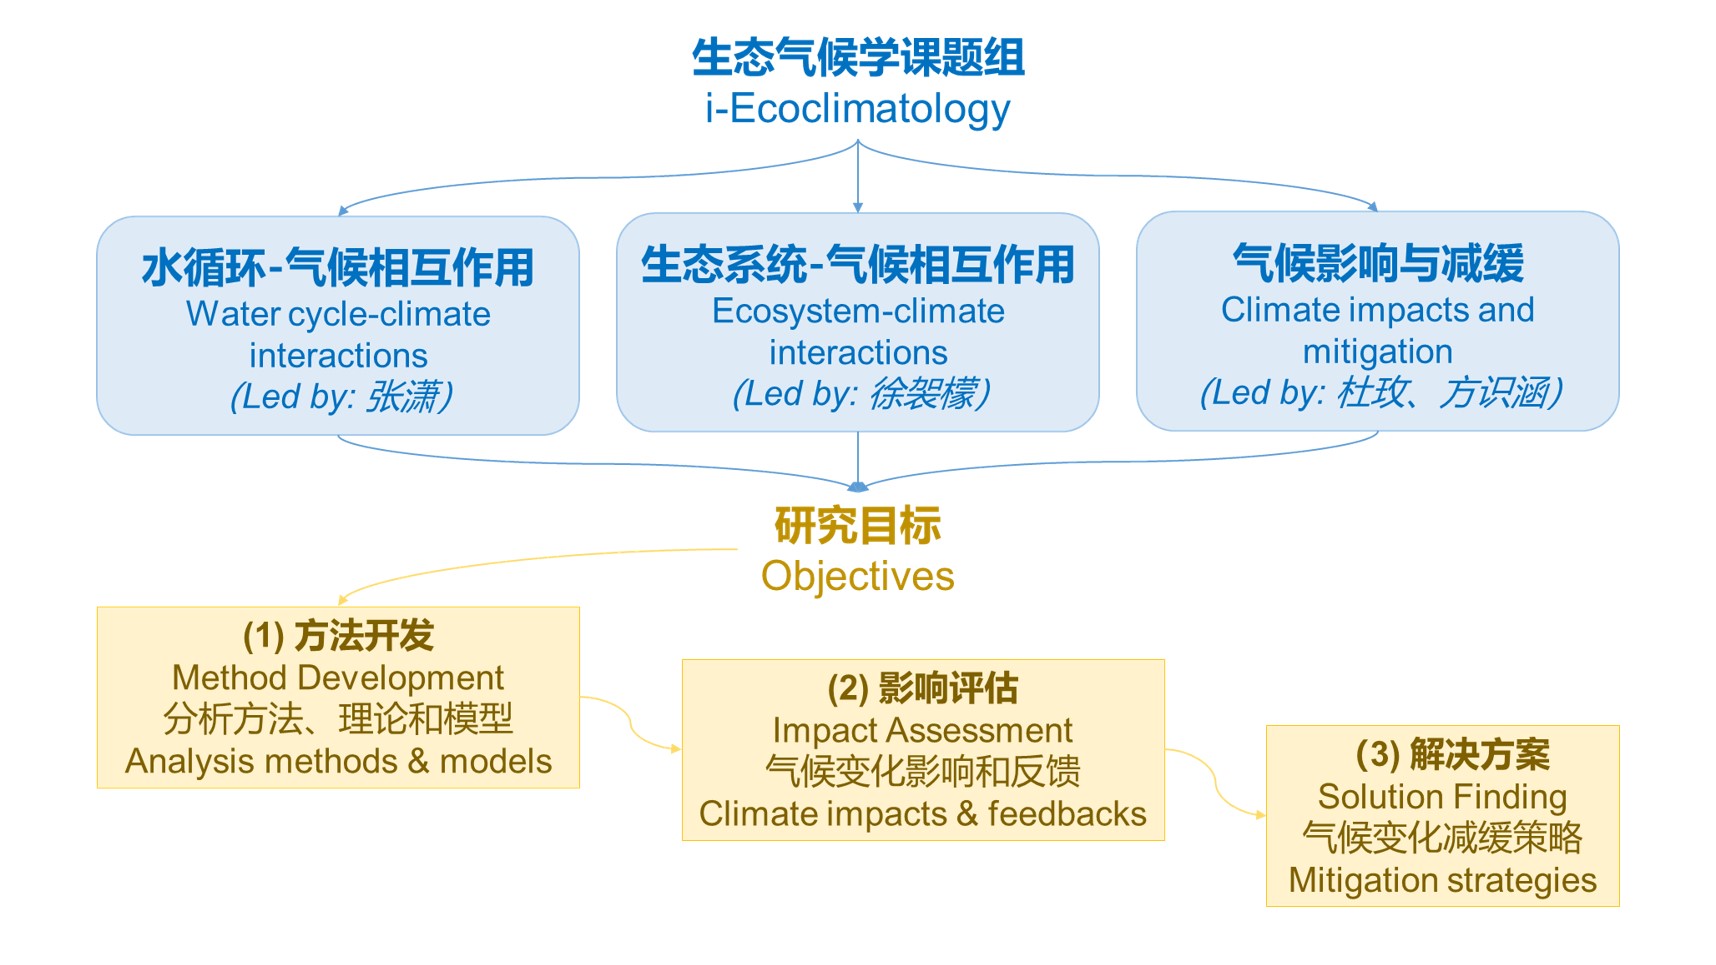 生态气候学课题组
i-Ecoclimatology
水循环-气候相互作用
Water cycle-climate
interactions
(Led by: 张潇)
生态系统-气候相互作用
Ecosystem-climate
interactions
(Led by: 徐袈檬)
气候影响与减缓
Climate impacts and
mitigation
(Led by: 杜玫、方识涵)
研究目标
Objectives
(1) 方法开发
Method Development
分析方法、理论和模型
Analysis methods & models
(2) 影响评估
Impact Assessment
气候变化影响和反馈
Climate impacts & feedbacks
(3) 解决方案
Solution Finding
气候变化减缓策略
Mitigation strategies